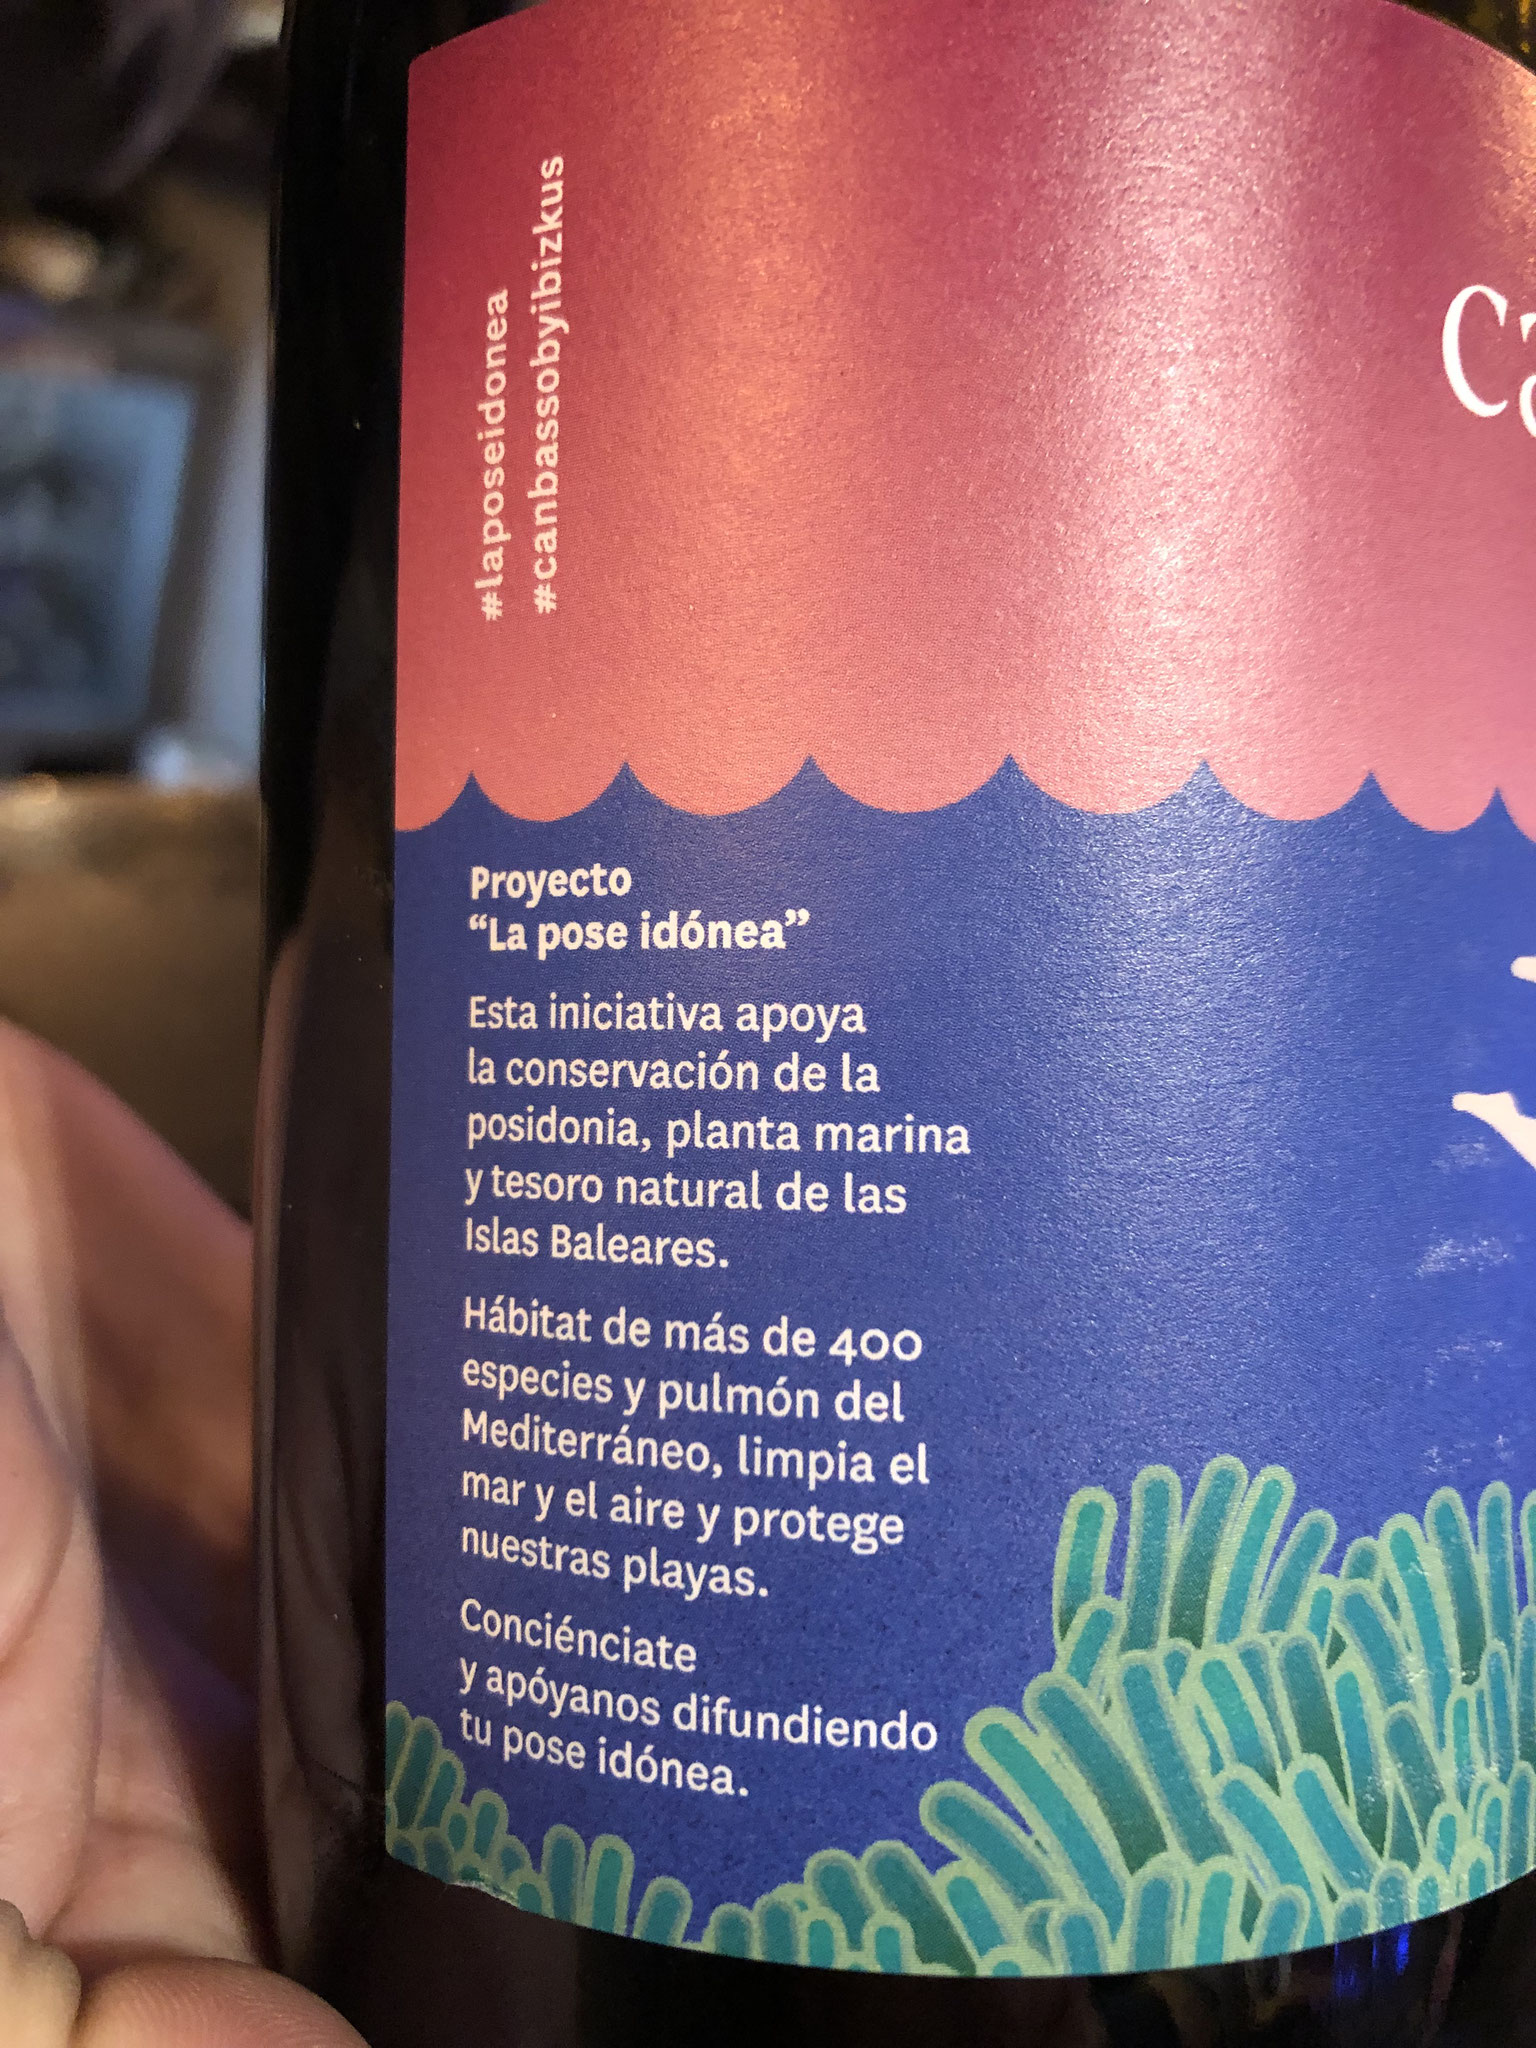 #laposeidonea
#canbassobyibizkus
Proyecto
“La pose idónea”
Esta iniciativa apoya
la conservación de la
posidonia, planta marina
y tesoro natural de las
Islas Baleares.
Hábitat de más de 400
especies y pulmón del
Mediterráneo, limpia el
mar y el aire y protege
nuestras playas.
Conciénciate
y apóyanos difundiendo
tu pose idónea.